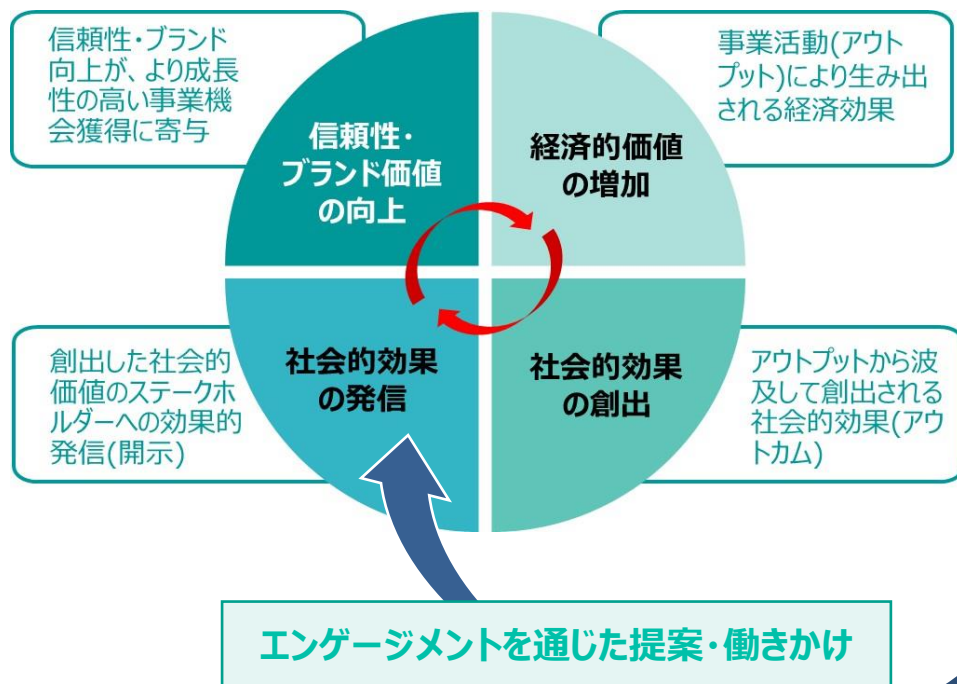 信頼性・ブランド
向上が、より成長
性の高い事業機
会獲得に寄与
信頼性・
ブランド価値
の向上
経済的価値
の増加
事業活動(アウト
プット)により生み出
される経済効果
創出した社会的
価値のステークホ
ルダーへの効果的
発信(開示)
社会的効果
の発信
社会的効果
の創出
アウトプットから波
及して創出される
社会的効果(アウ
トカム)
エンゲージメントを通じた提案・働きかけ